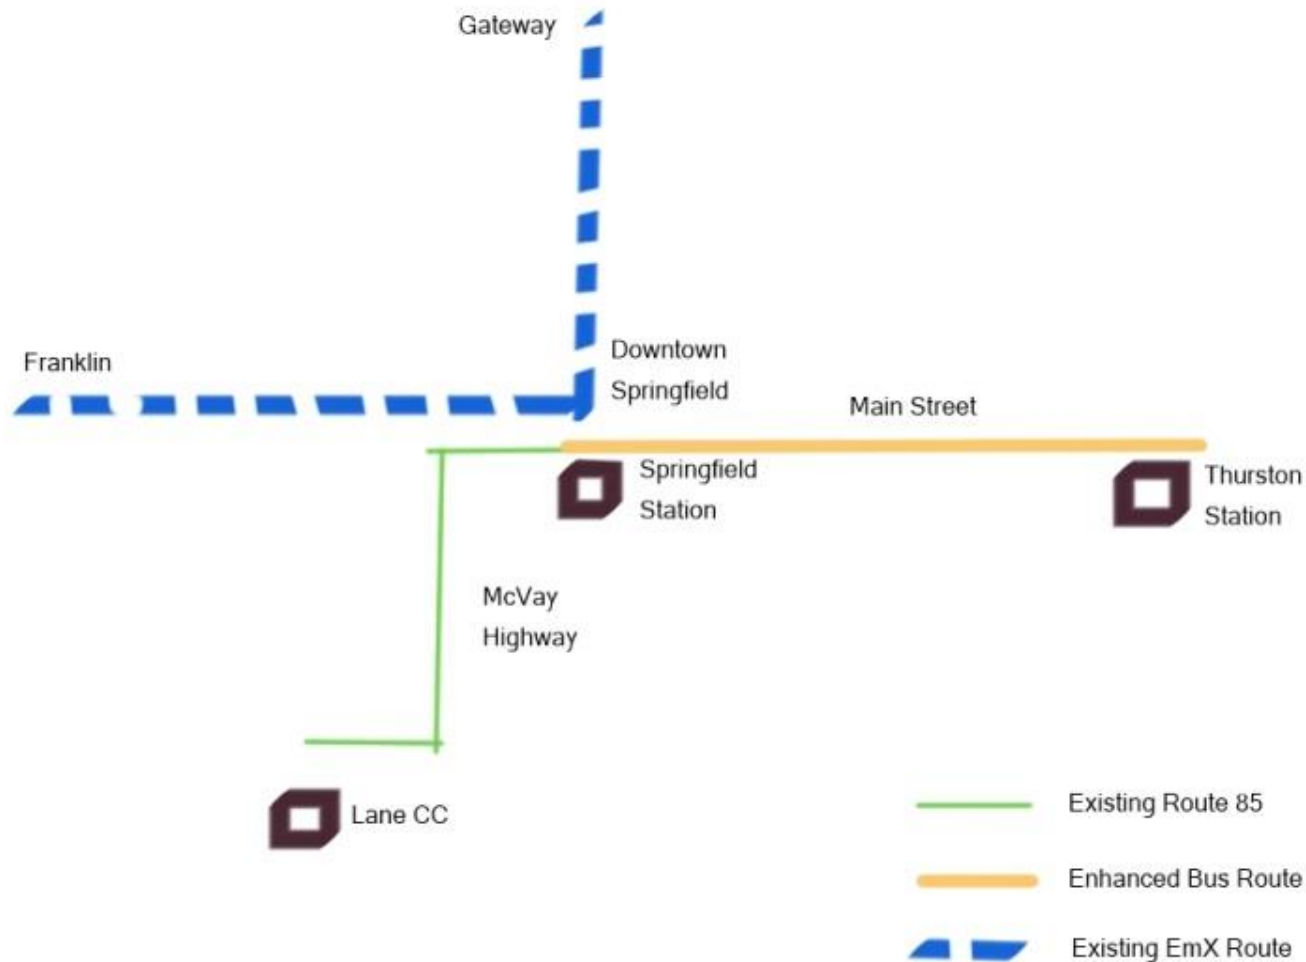 Gateway
Franklin
Downtown
Springfield
Main Street
Springfield
Station
Thurston
Station
McVay
Highway
Lane CC
Existing Route 85
Enhanced Bus Route
Existing EmX Route